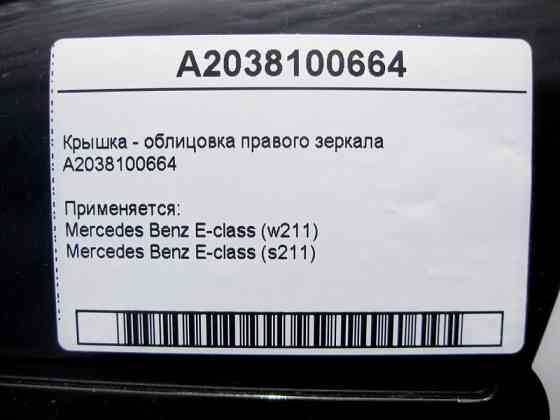 A2038100664
Крышка - облицовка правого зеркала
A2038100664
Применяется:
Mercedes Benz E-class (w211)
Mercedes Benz E-class (s211)